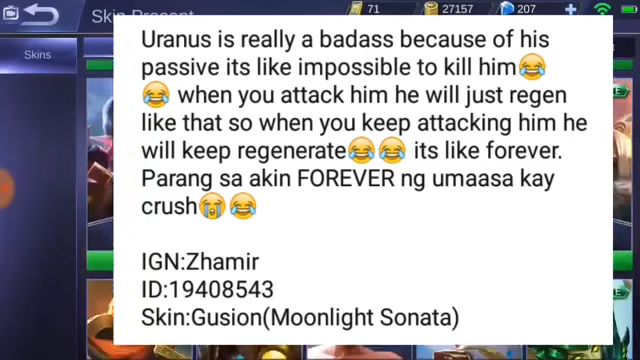 Skin Present
71
27157
207
Skins
Uranus is really a badass because of his
passive its like impossible to kill him😂
😂 when you attack him he will just regen
like that so when you keep attacking him he
will keep regenerate😂😂 its like forever.
Parang sa akin FOREVER ng umaasa kay
crush😭😂
IGN:Zhamir
ID:19408543
Skin:Gusion(Moonlight Sonata)